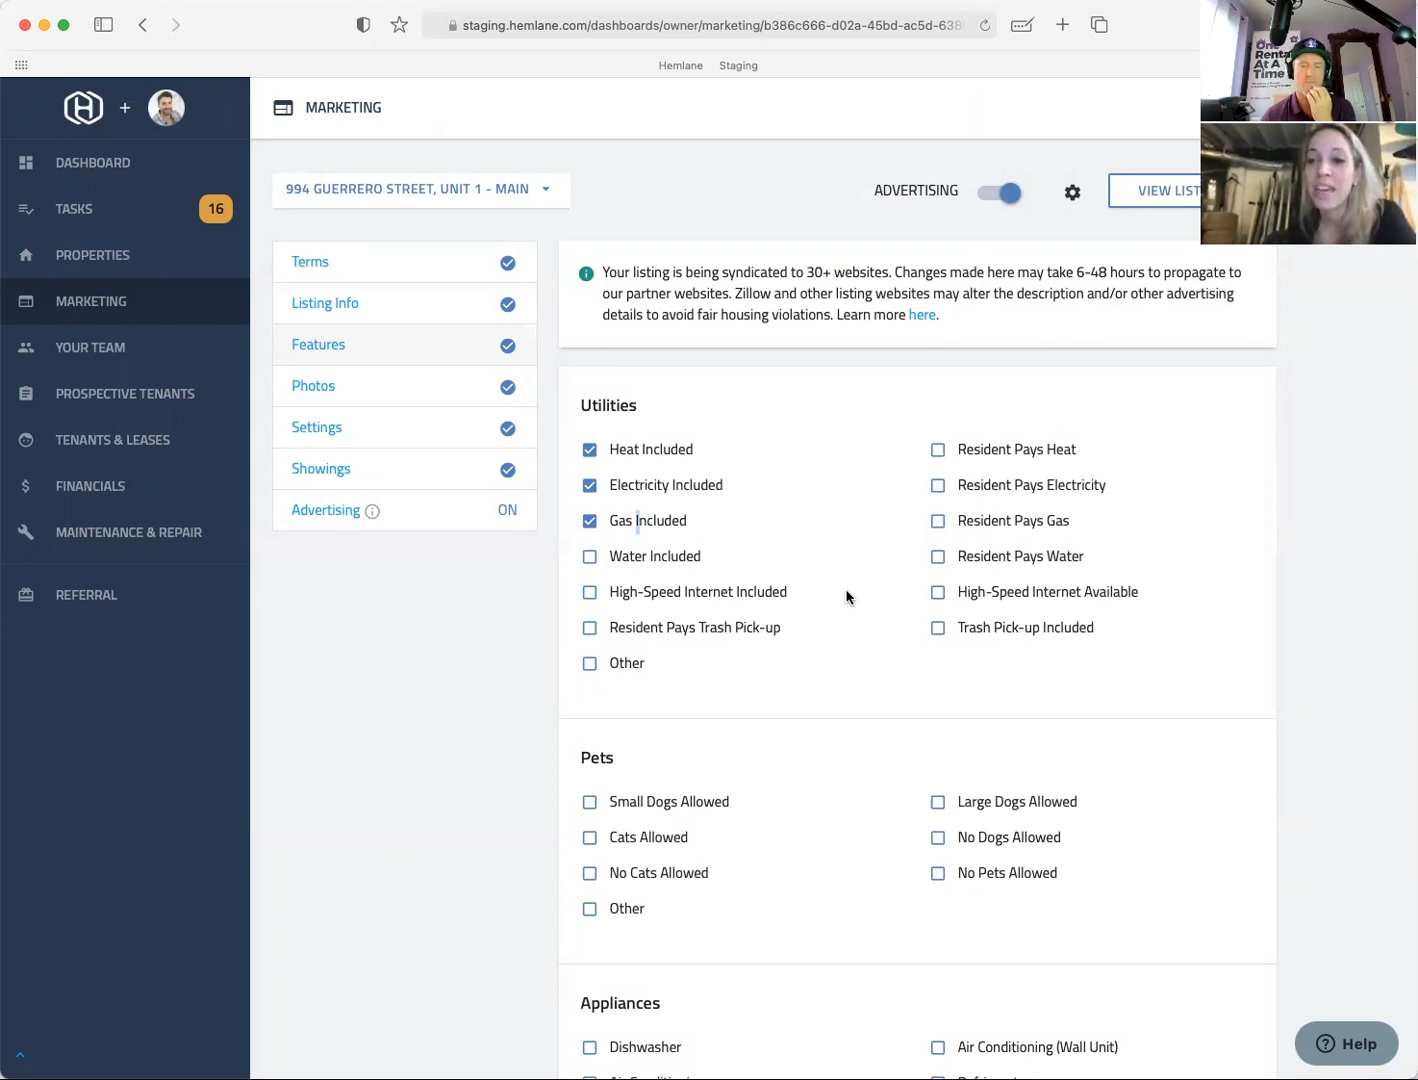 staging.hemlane.com/dashboards/owner/marketing/b386c666-d02a-45bd-ac5d-638
Hemlane
Staging
One
Rental
At A
Time
DASHBOARD
TASKS
16
PROPERTIES
MARKETING
YOUR TEAM
PROSPECTIVE TENANTS
TENANTS & LEASES
FINANCIALS
MAINTENANCE & REPAIR
REFERRAL
MARKETING
994 GUERRERO STREET, UNIT 1 - MAIN
ADVERTISING
VIEW LIST
Terms
Listing Info
Features
Photos
Settings
Showings
Advertising
ON
Your listing is being syndicated to 30+ websites. Changes made here may take 6-48 hours to propagate to
our partner websites. Zillow and other listing websites may alter the description and/or other advertising
details to avoid fair housing violations. Learn more here.
Utilities
Heat Included
Resident Pays Heat
Electricity Included
Resident Pays Electricity
Gas Included
Resident Pays Gas
Water Included
Resident Pays Water
High-Speed Internet Included
High-Speed Internet Available
Resident Pays Trash Pick-up
Trash Pick-up Included
Other
Pets
Small Dogs Allowed
Large Dogs Allowed
Cats Allowed
No Dogs Allowed
No Cats Allowed
No Pets Allowed
Other
Appliances
Dishwasher
Air Conditioning (Wall Unit)
Help